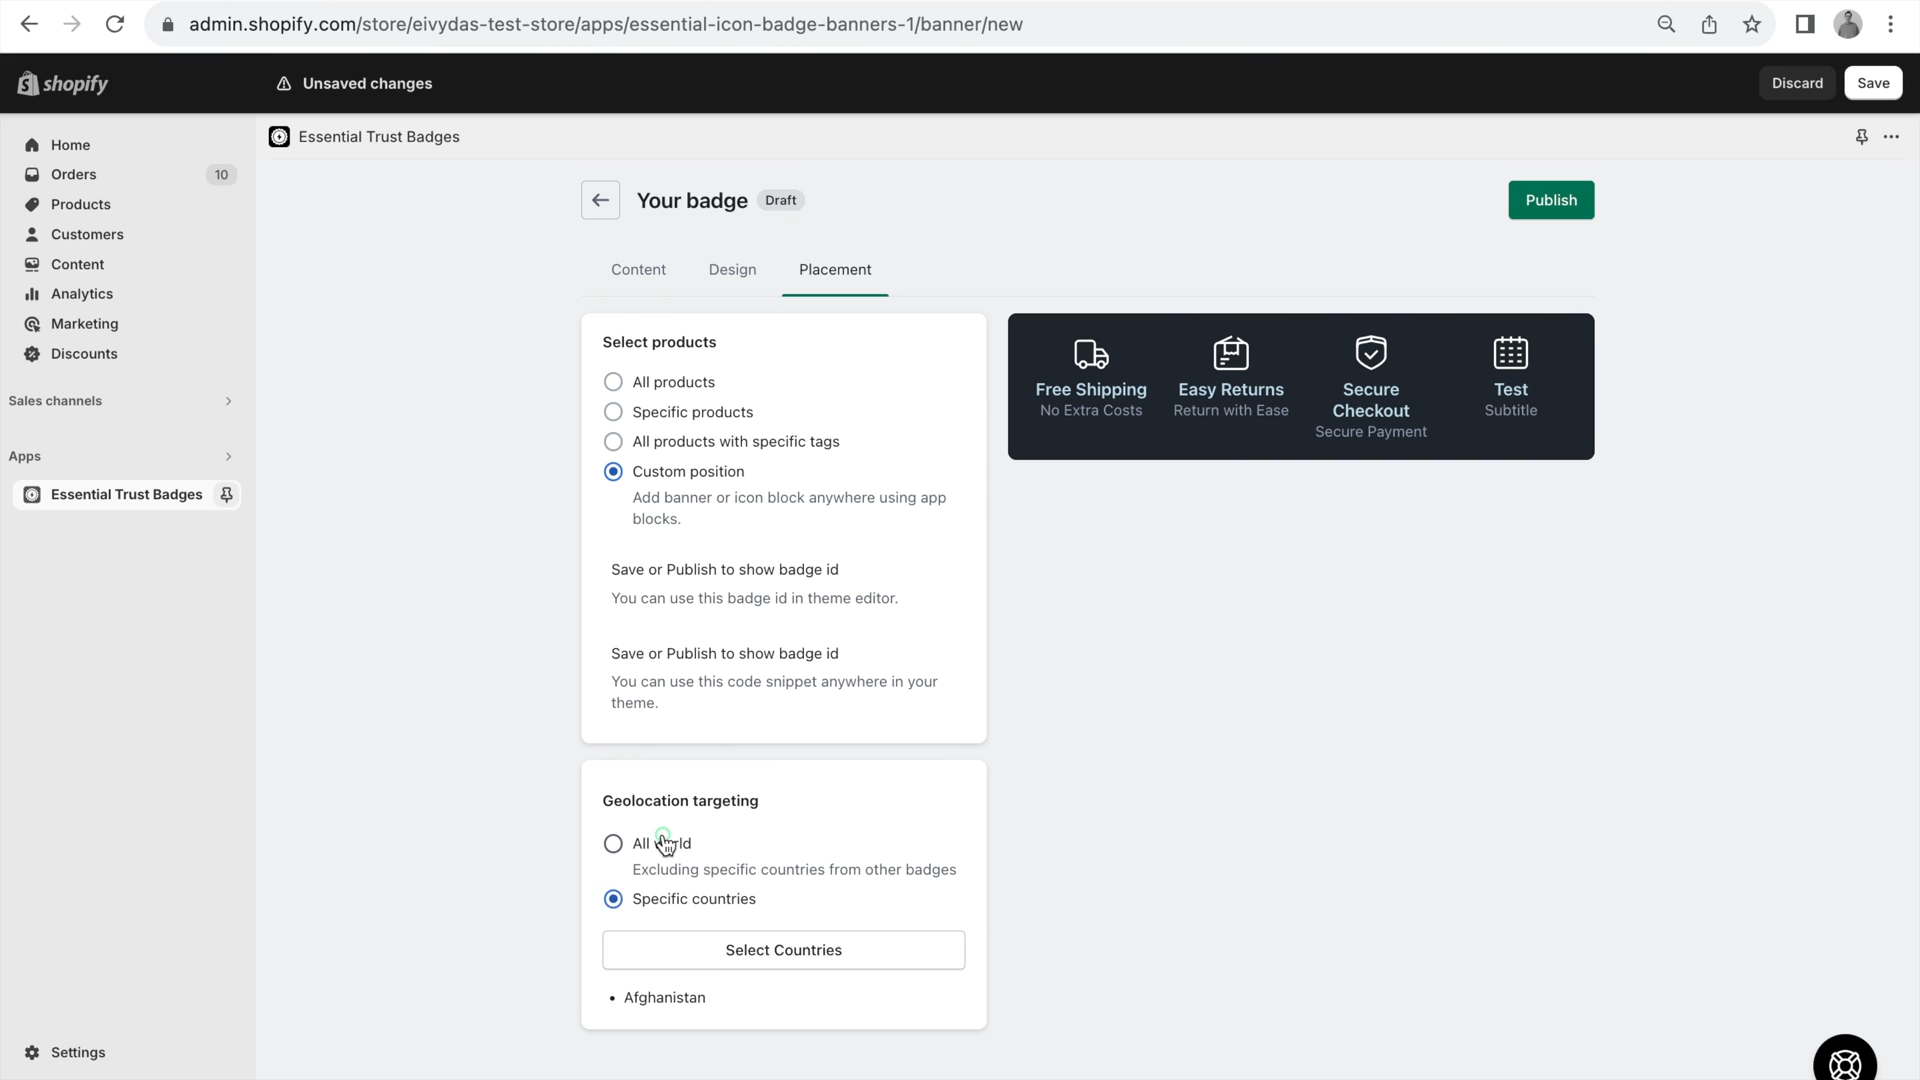 admin.shopify.com/store/eivydas-test-store/apps/essential-icon-badge-banners-1/banner/new
shopify
Unsaved changes
Discard
Save
Home
Orders
10
Products
Customers
Content
Analytics
Marketing
Discounts
Sales channels
Apps
Essential Trust Badges
Settings
Essential Trust Badges
Your badge
Draft
Publish
Content
Design
Placement
Select products
All products
Specific products
All products with specific tags
Custom position
Add banner or icon block anywhere using app
blocks.
Save or Publish to show badge id
You can use this badge id in theme editor.
Save or Publish to show badge id
You can use this code snippet anywhere in your
theme.
Geolocation targeting
All world
Excluding specific countries from other badges
Specific countries
Select Countries
• Afghanistan
Free Shipping
No Extra Costs
Easy Returns
Return with Ease
Secure
Checkout
Secure Payment
Test
Subtitle